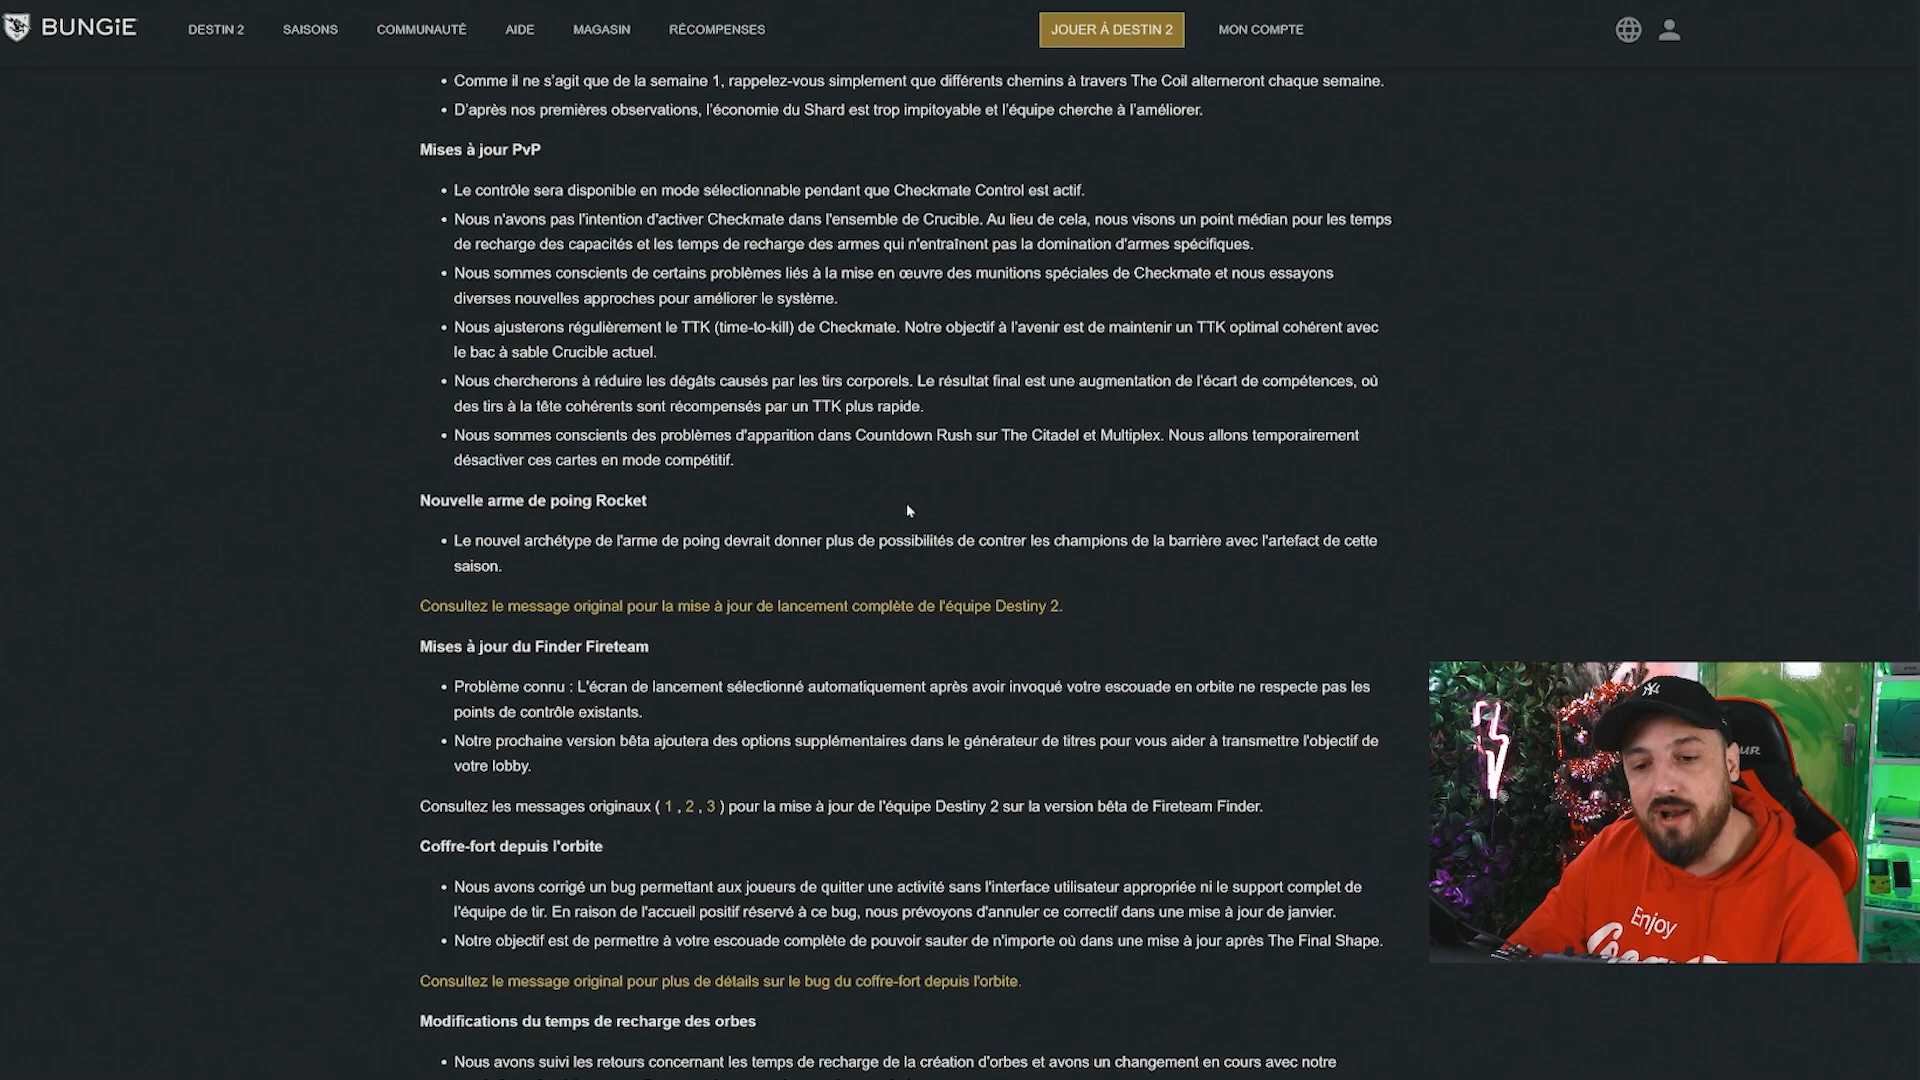 BUNGiE
DESTIN 2
SAISONS
COMMUNAUTÉ
AIDE
MAGASIN
RÉCOMPENSES
JOUER À DESTIN 2
MON COMPTE
• Comme il ne s'agit que de la semaine 1, rappelez-vous simplement que différents chemins à travers The Coil alterneront chaque semaine.
• D'après nos premières observations, l'économie du Shard est trop impitoyable et l'équipe cherche à l'améliorer.
Mises à jour PvP
• Le contrôle sera disponible en mode sélectionnable pendant que Checkmate Control est actif.
• Nous n'avons pas l'intention d'activer Checkmate dans l'ensemble de Crucible. Au lieu de cela, nous visons un point médian pour les temps
de recharge des capacités et les temps de recharge des armes qui n'entraînent pas la domination d'armes spécifiques.
• Nous sommes conscients de certains problèmes liés à la mise en œuvre des munitions spéciales de Checkmate et nous essayons
diverses nouvelles approches pour améliorer le système.
• Nous ajusterons régulièrement le TTK (time-to-kill) de Checkmate. Notre objectif à l'avenir est de maintenir un TTK optimal cohérent avec
le bac à sable Crucible actuel.
• Nous chercherons à réduire les dégâts causés par les tirs corporels. Le résultat final est une augmentation de l'écart de compétences, où
des tirs à la tête cohérents sont récompensés par un TTK plus rapide.
• Nous sommes conscients des problèmes d'apparition dans Countdown Rush sur The Citadel et Multiplex. Nous allons temporairement
désactiver ces cartes en mode compétitif.
Nouvelle arme de poing Rocket
• Le nouvel archétype de l'arme de poing devrait donner plus de possibilités de contrer les champions de la barrière avec l'artefact de cette
saison.
Consultez le message original pour la mise à jour de lancement complète de l'équipe Destiny 2.
Mises à jour du Finder Fireteam
• Problème connu : L'écran de lancement sélectionné automatiquement après avoir invoqué votre escouade en orbite ne respecte pas les
points de contrôle existants.
• Notre prochaine version bêta ajoutera des options supplémentaires dans le générateur de titres pour vous aider à transmettre l'objectif de
votre lobby.
Consultez les messages originaux ( 1 , 2 , 3 ) pour la mise à jour de l'équipe Destiny 2 sur la version bêta de Fireteam Finder.
Coffre-fort depuis l'orbite
• Nous avons corrigé un bug permettant aux joueurs de quitter une activité sans l'interface utilisateur appropriée ni le support complet de
l'équipe de tir. En raison de l'accueil positif réservé à ce bug, nous prévoyons d'annuler ce correctif dans une mise à jour de janvier.
• Notre objectif est de permettre à votre escouade complète de pouvoir sauter de n'importe où dans une mise à jour après The Final Shape.
Consultez le message original pour plus de détails sur le bug du coffre-fort depuis l'orbite.
Modifications du temps de recharge des orbes
• Nous avons suivi les retours concernant les temps de recharge de la création d'orbes et avons un changement en cours avec notre
Enjoy